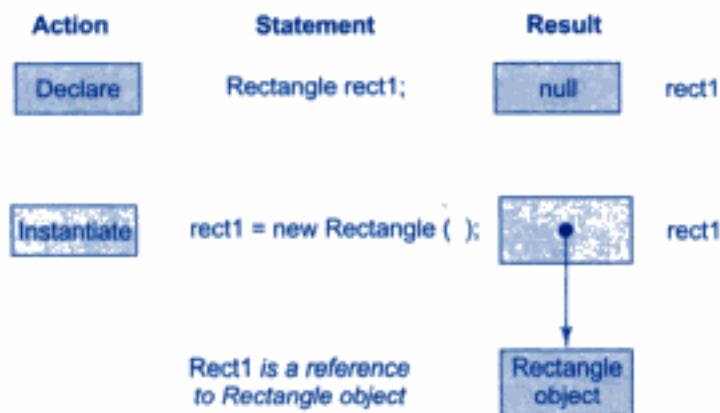 Action Statement Result
Declare Rectangle rect1; null rect1
Instantiate rect1 = new Rectangle ( ); rect1
Rect1 is a reference
to Rectangle object
Rectangle
object